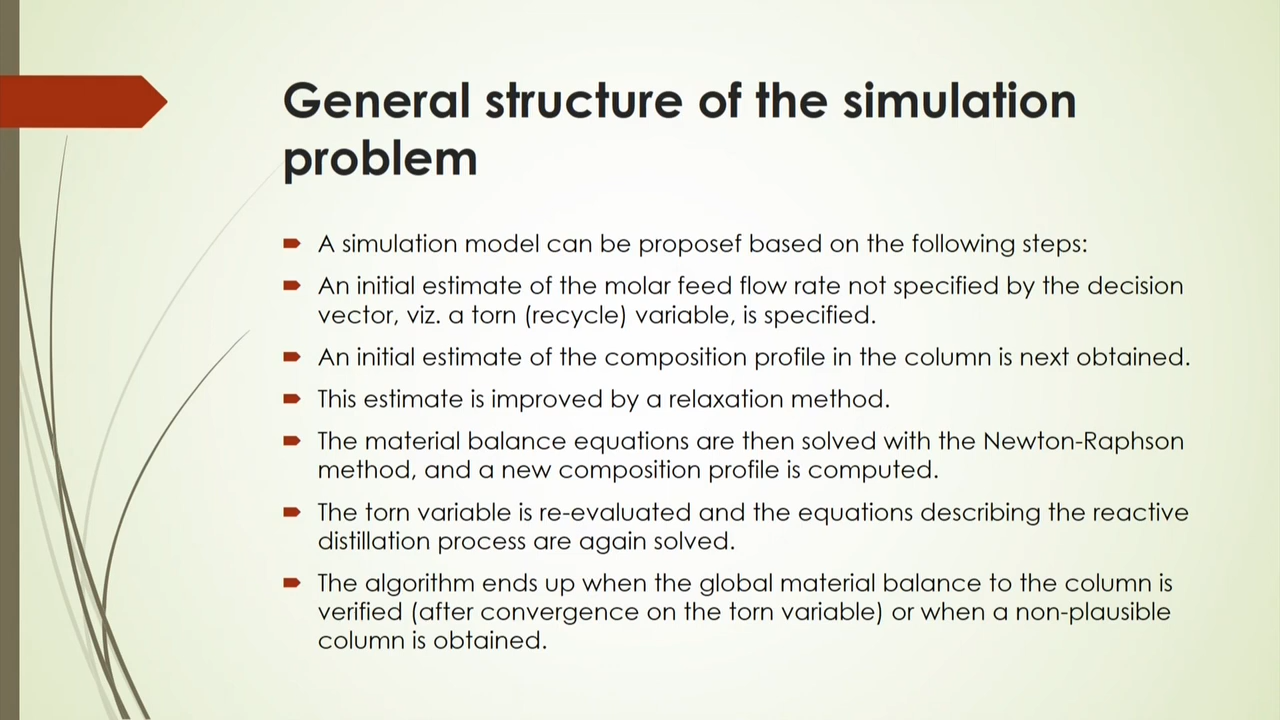 General structure of the simulation
problem
A simulation model can be proposef based on the following steps:
An initial estimate of the molar feed flow rate not specified by the decision
vector, viz. a torn (recycle) variable, is specified.
An initial estimate of the composition profile in the column is next obtained.
This estimate is improved by a relaxation method.
The material balance equations are then solved with the Newton-Raphson
method, and a new composition profile is computed.
The torn variable is re-evaluated and the equations describing the reactive
distillation process are again solved.
The algorithm ends up when the global material balance to the column is
verified (after convergence on the torn variable) or when a non-plausible
column is obtained.